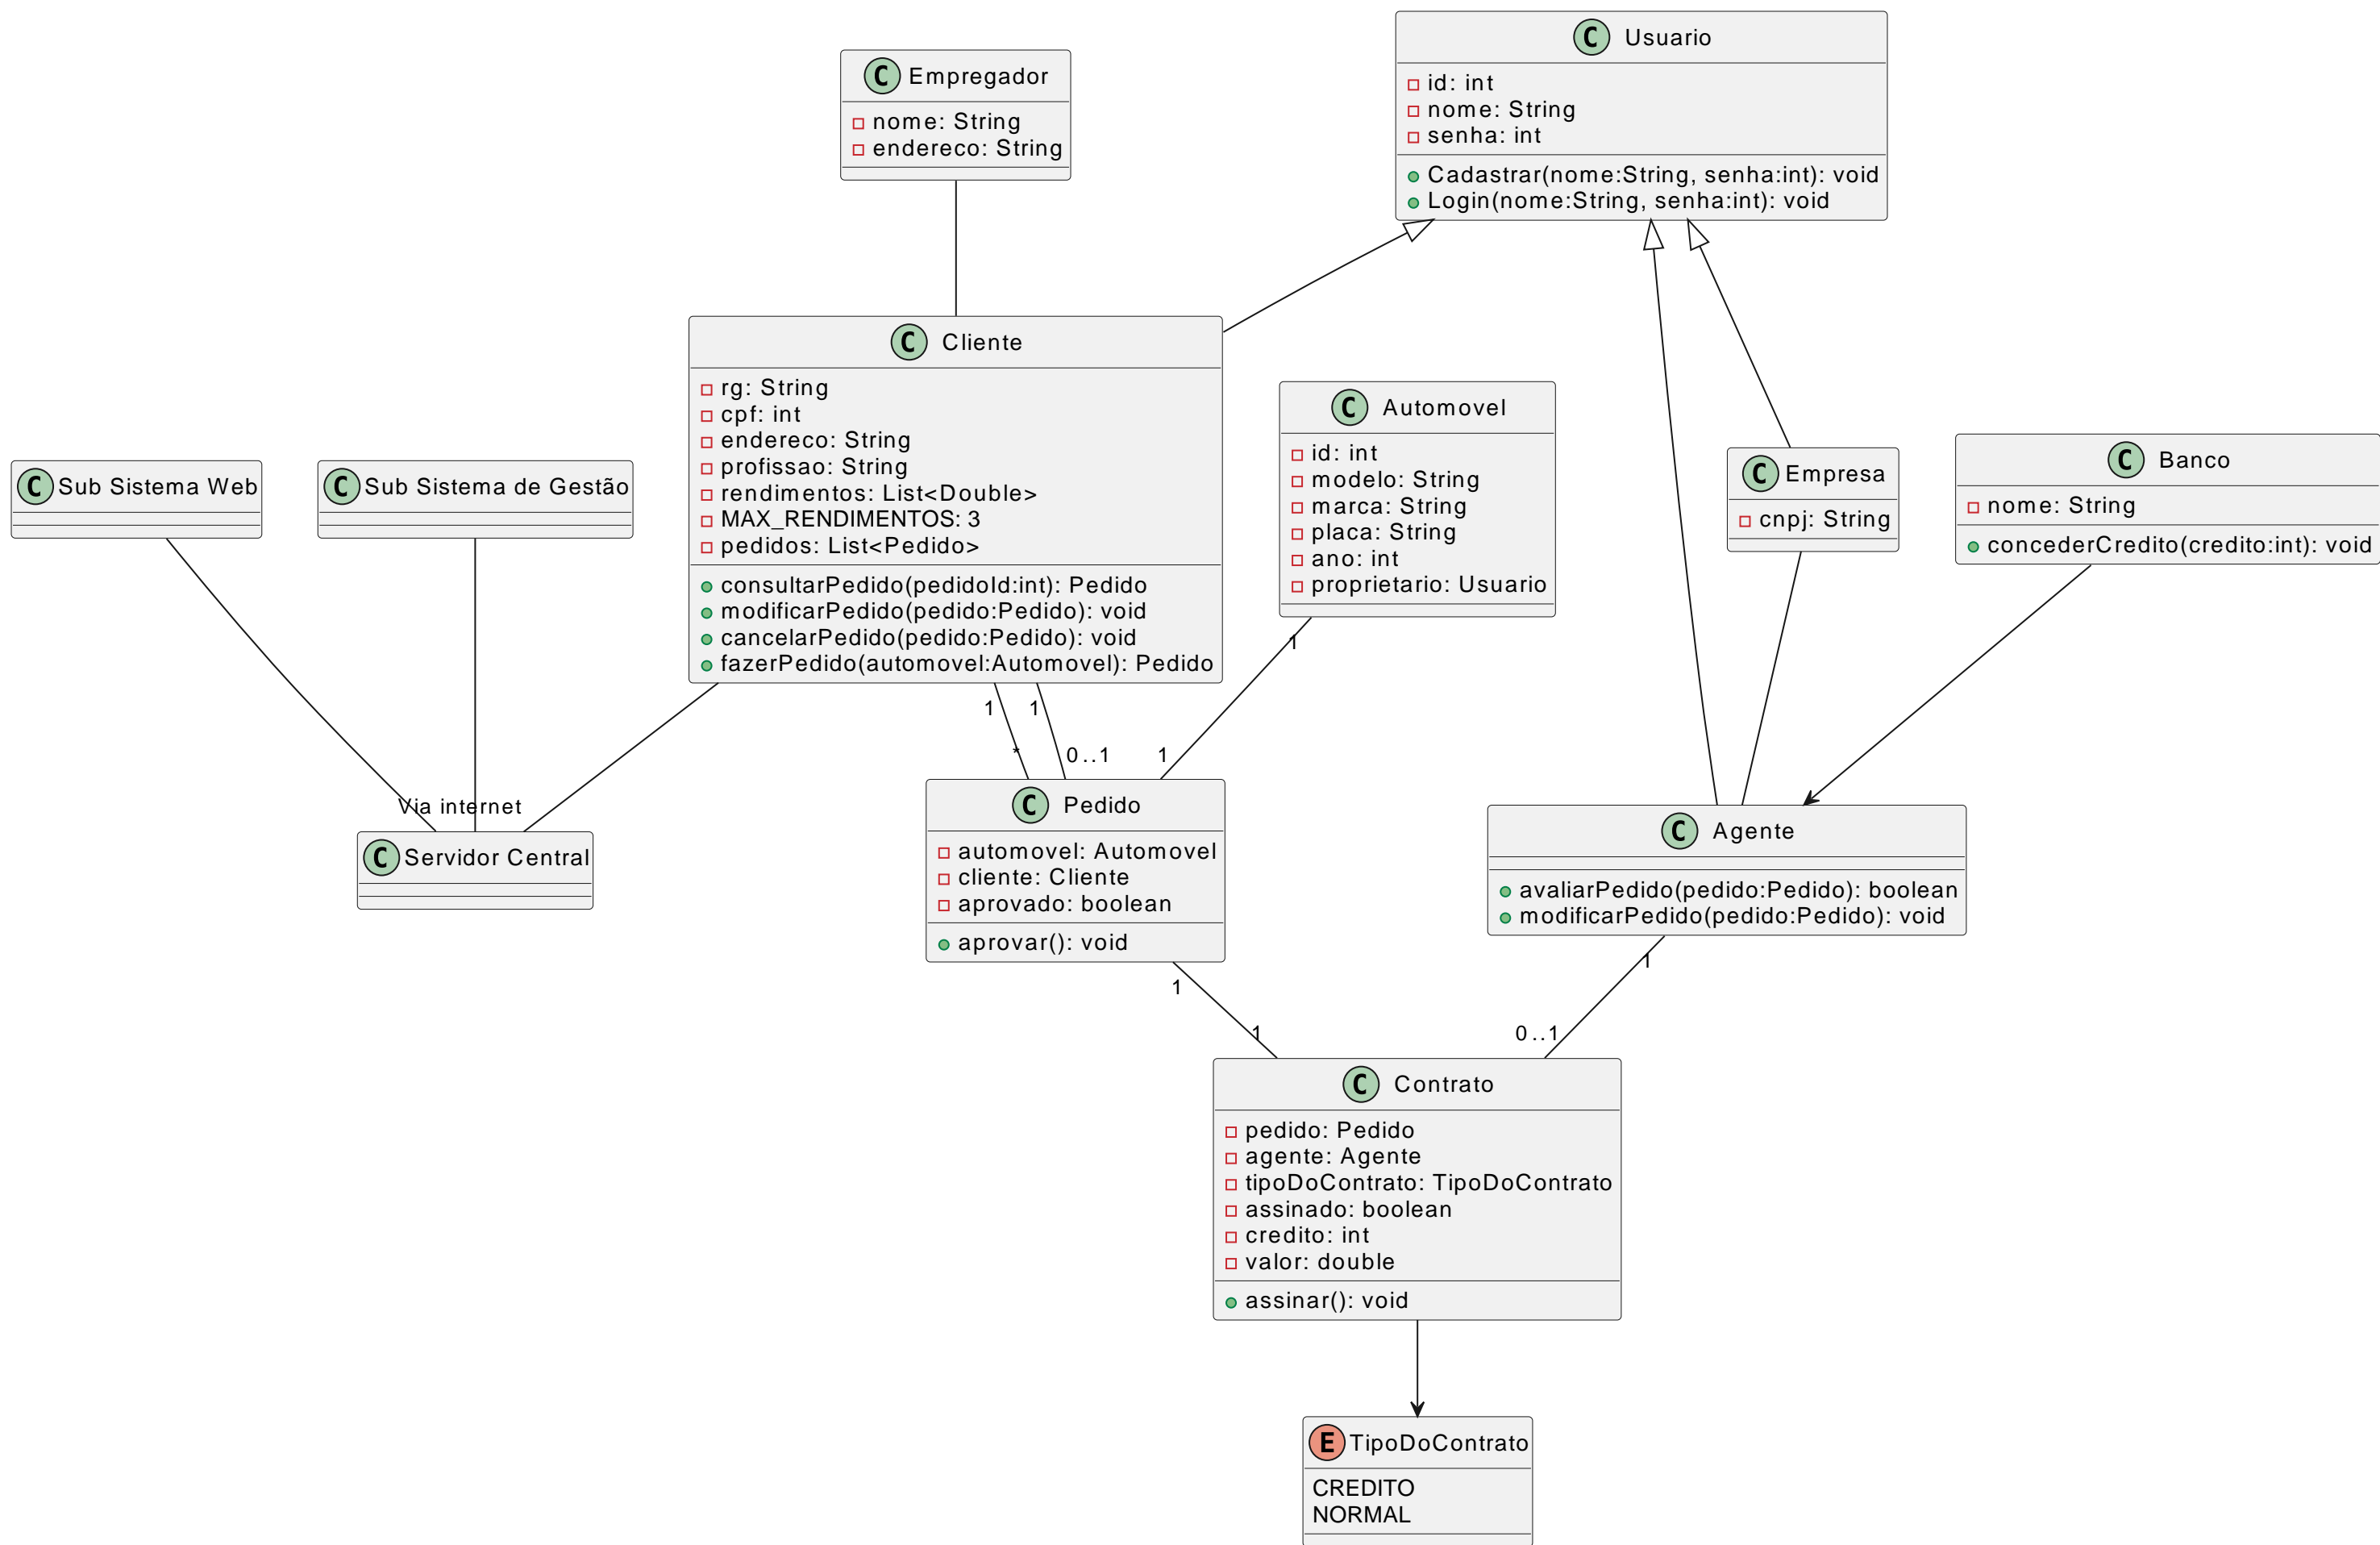 Usuario
id: int
nome: String
senha: int
Cadastrar(nome:String, senha:int): void
Login(nome:String, senha:int): void
Empregador
nome: String
endereco: String
Cliente
rg: String
cpf: int
endereco: String
profissao: String
rendimentos: List<Double>
MAX_RENDIMENTOS: 3
pedidos: List<Pedido>
consultarPedido(pedidoId:int): Pedido
modificarPedido(pedido:Pedido): void
cancelarPedido(pedido:Pedido): void
fazerPedido(automovel:Automovel): Pedido
Automovel
id: int
modelo: String
marca: String
placa: String
ano: int
proprietario: Usuario
Empresa
cnpj: String
Banco
nome: String
concederCredito(credito:int): void
Sub Sistema Web
Sub Sistema de Gestão
1
1
1
*
0..1
1
Via internet
Servidor Central
Pedido
automovel: Automovel
cliente: Cliente
aprovado: boolean
aprovar(): void
Agente
avaliarPedido(pedido:Pedido): boolean
modificarPedido(pedido:Pedido): void
1
1
1
0..1
Contrato
pedido: Pedido
agente: Agente
tipoDoContrato: TipoDoContrato
assinado: boolean
credito: int
valor: double
assinar(): void
TipoDoContrato
CREDITO
NORMAL
C
C
C
C
C
C
C
C
C
C
C
C
E